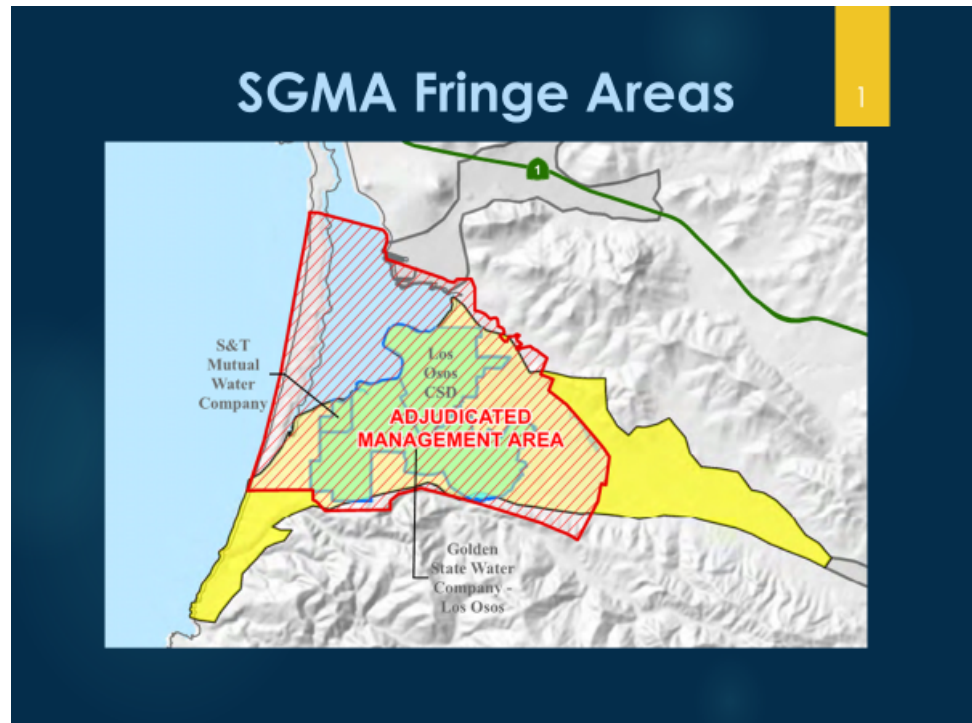 SGMA Fringe Areas
1
1
S&T
Mutual
Water
Company
Los
Osos
CSD
ADJUDICATED
MANAGEMENT AREA
Golden
State Water
Company -
Los Osos